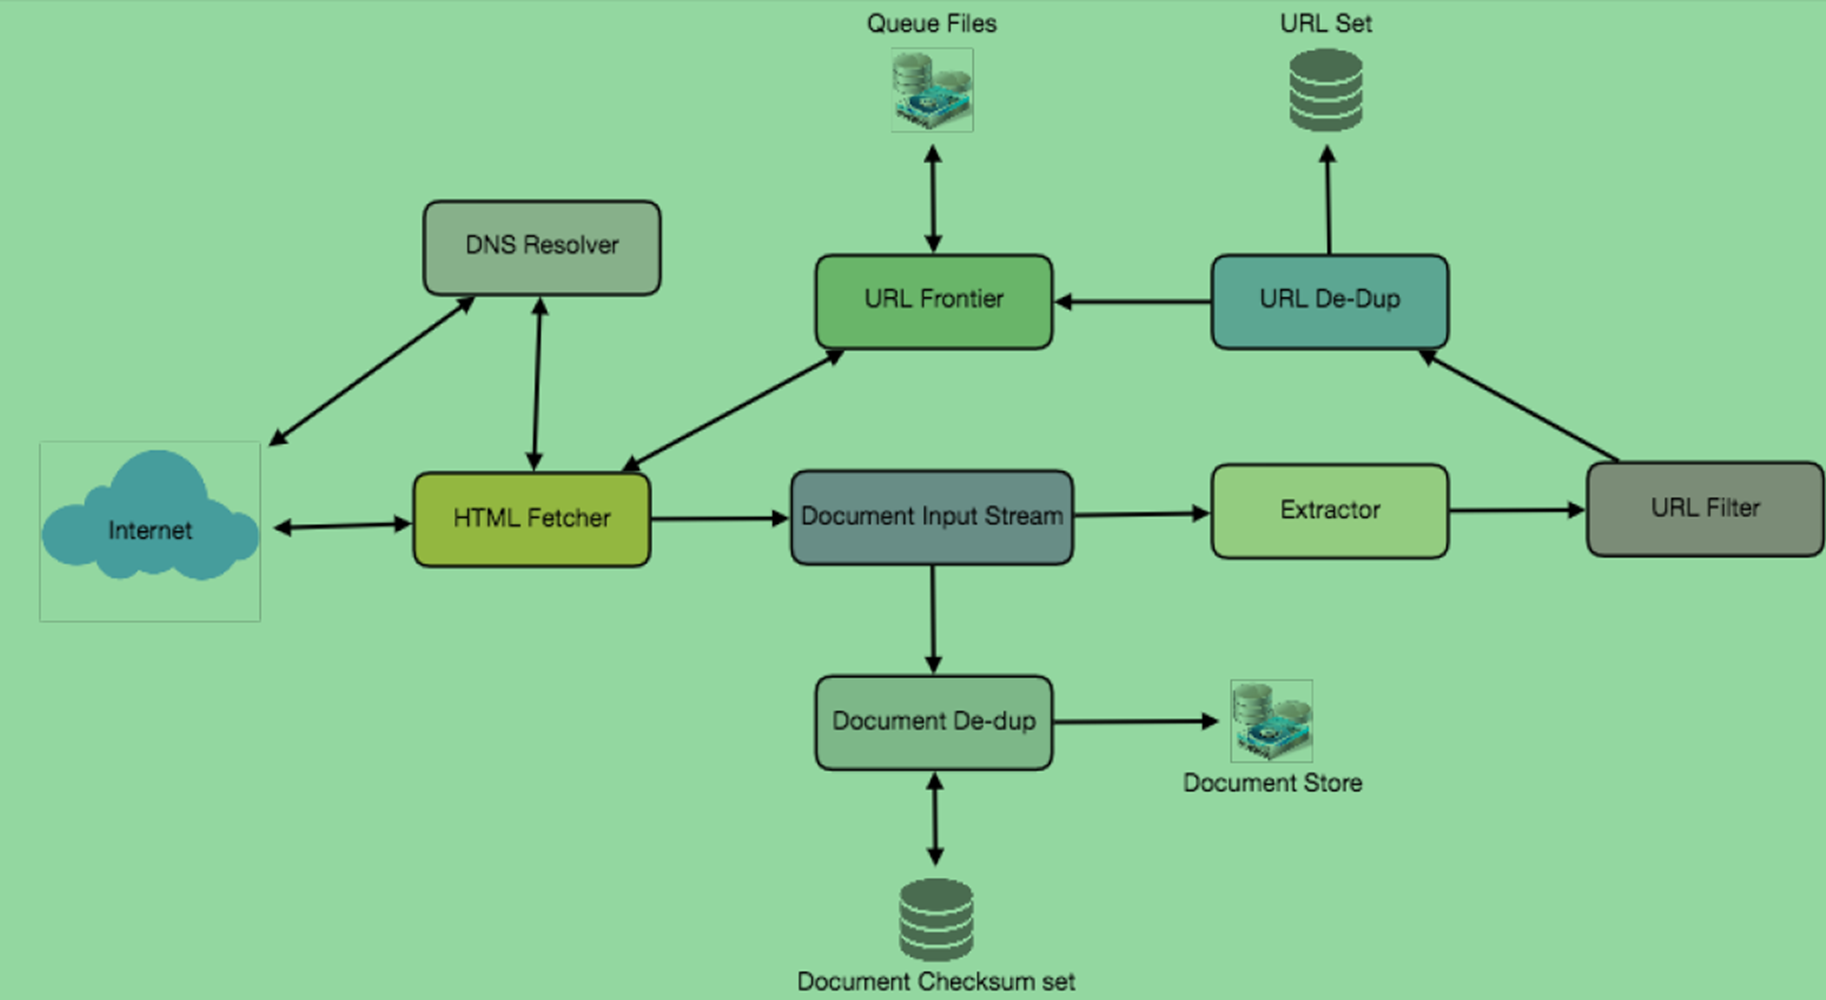 Queue Files
URL Set
DNS Resolver
URL Frontier
URL De-Dup
Internet
HTML Fetcher
Document Input Stream
Extractor
URL Filter
Document De-dup
Document Store
Document Checksum set